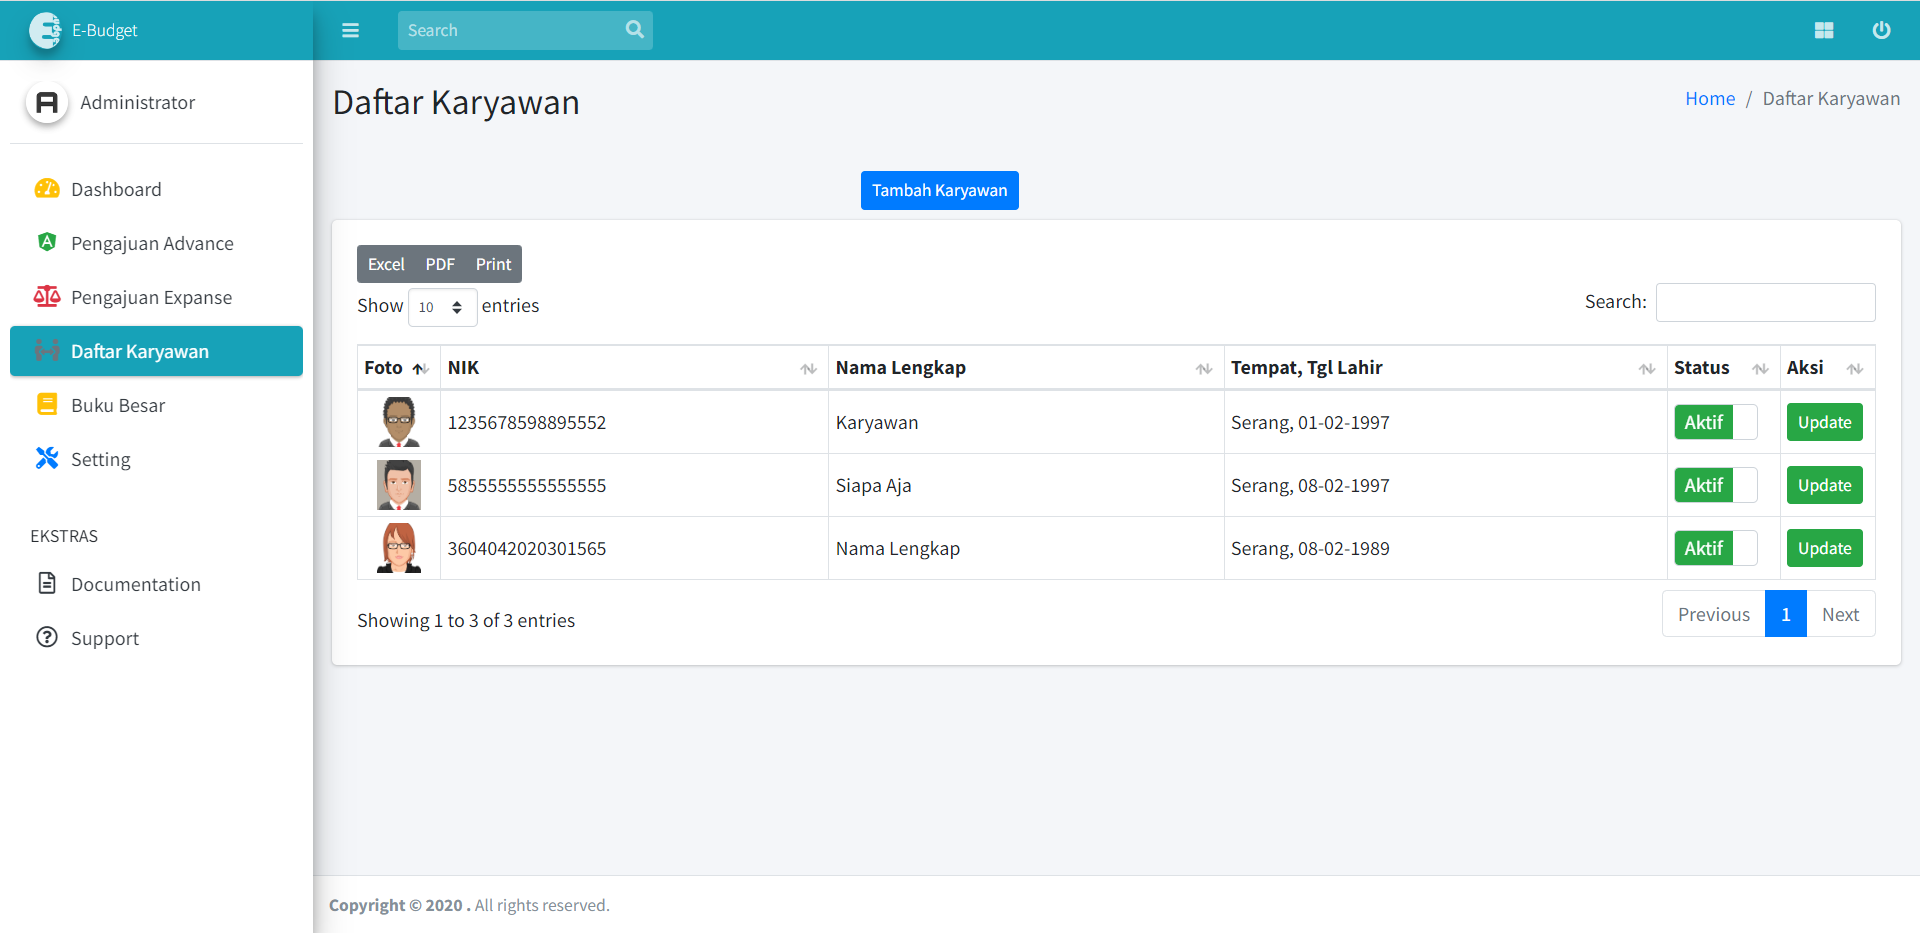 E-Budget
Search
Administrator
Daftar Karyawan
Home / Daftar Karyawan
Dashboard
Pengajuan Advance
Pengajuan Expanse
Daftar Karyawan
Buku Besar
Setting
EKSTRAS
Documentation
Support
Tambah Karyawan
Excel PDF Print
Show 10 entries
Search:
Foto NIK Nama Lengkap Tempat, Tgl Lahir Status Aksi
1235678598895552 Karyawan Serang, 01-02-1997 Aktif Update
5855555555555555 Siapa Aja Serang, 08-02-1997 Aktif Update
3604042020301565 Nama Lengkap Serang, 08-02-1989 Aktif Update
Showing 1 to 3 of 3 entries
Previous 1 Next
Copyright © 2020 . All rights reserved.